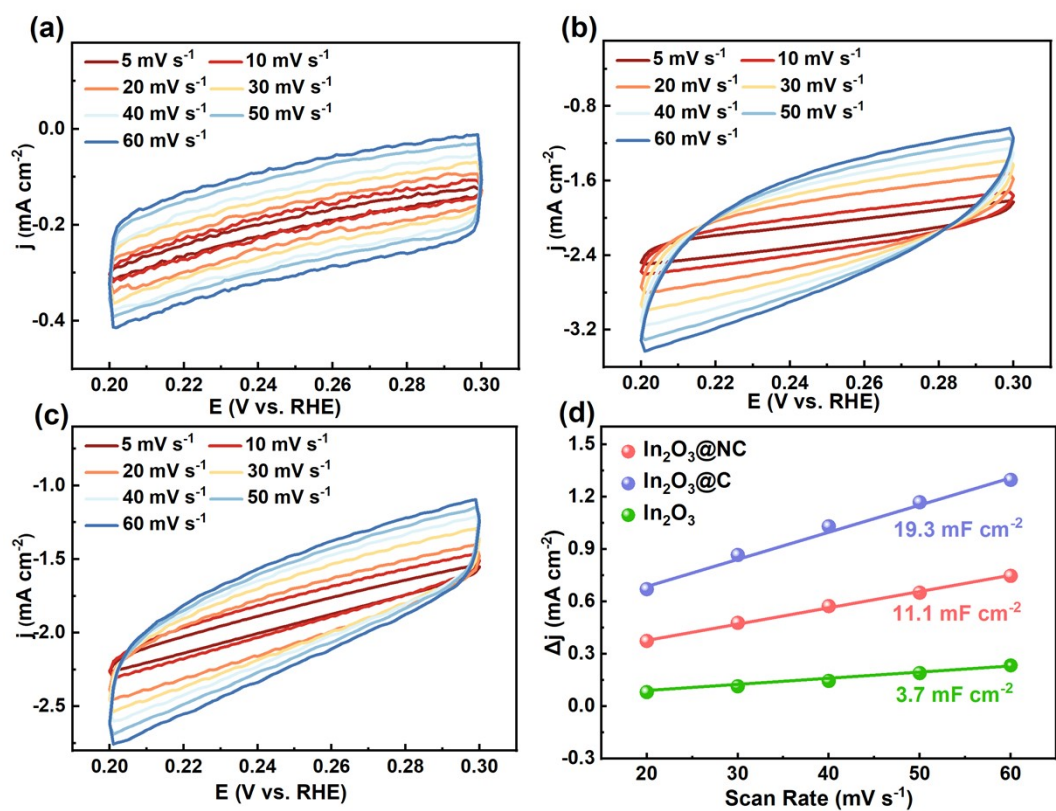 (a)
5 mV s⁻¹ 10 mV s⁻¹
20 mV s⁻¹ 30 mV s⁻¹
40 mV s⁻¹ 50 mV s⁻¹
60 mV s⁻¹
0.0
-0.2
-0.4
j (mA cm⁻²)
0.20 0.22 0.24 0.26 0.28 0.30
E (V vs. RHE)
(b)
5 mV s⁻¹ 10 mV s⁻¹
20 mV s⁻¹ 30 mV s⁻¹
40 mV s⁻¹ 50 mV s⁻¹
60 mV s⁻¹
-0.8
-1.6
-2.4
-3.2
j (mA cm⁻²)
0.20 0.22 0.24 0.26 0.28 0.30
E (V vs. RHE)
(c)
5 mV s⁻¹ 10 mV s⁻¹
20 mV s⁻¹ 30 mV s⁻¹
40 mV s⁻¹ 50 mV s⁻¹
60 mV s⁻¹
-1.0
-1.5
-2.0
-2.5
j (mA cm⁻²)
0.20 0.22 0.24 0.26 0.28 0.30
E (V vs. RHE)
(d)
In₂O₃@NC
In₂O₃@C
In₂O₃
19.3 mF cm⁻²
11.1 mF cm⁻²
3.7 mF cm⁻²
1.5
1.2
0.9
0.6
0.3
0.0
-0.3
Δj (mA cm⁻²)
20 30 40 50 60
Scan Rate (mV s⁻¹)